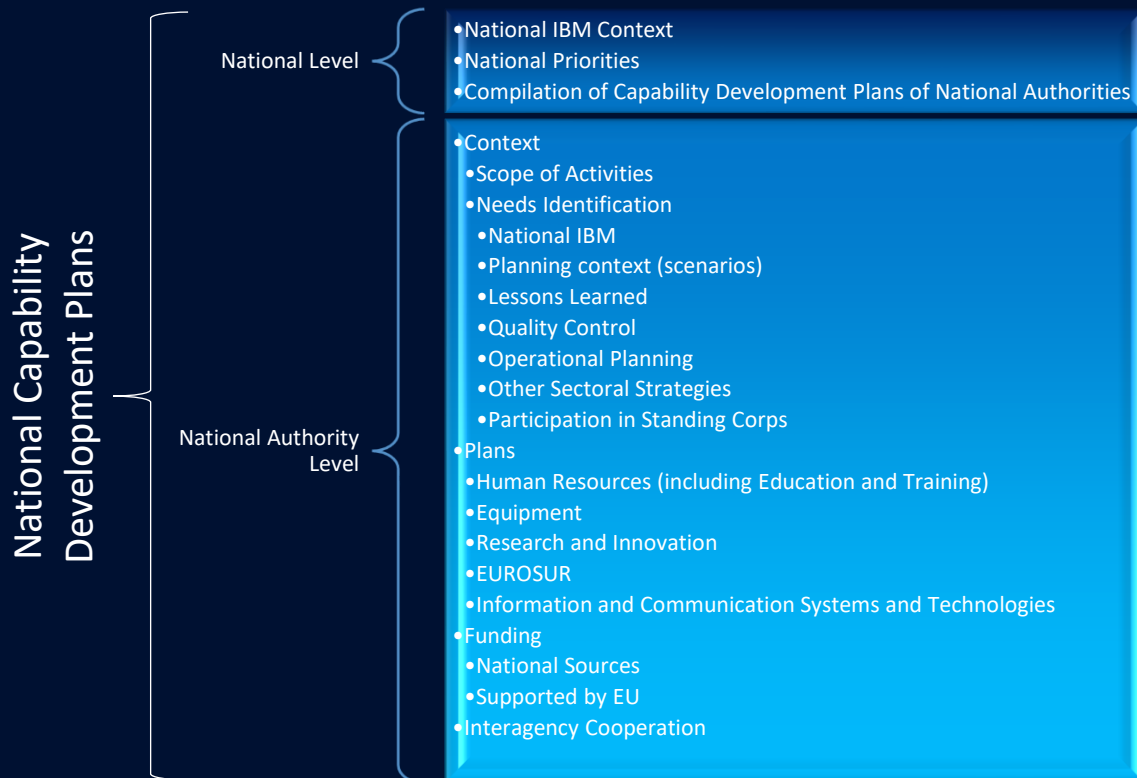 National Capability
Development Plans
National Level
•National IBM Context
•National Priorities
•Compilation of Capability Development Plans of National Authorities
National Authority
Level
•Context
•Scope of Activities
•Needs Identification
•National IBM
•Planning context (scenarios)
•Lessons Learned
•Quality Control
•Operational Planning
•Other Sectoral Strategies
•Participation in Standing Corps
•Plans
•Human Resources (including Education and Training)
•Equipment
•Research and Innovation
•EUROSUR
•Information and Communication Systems and Technologies
•Funding
•National Sources
•Supported by EU
•Interagency Cooperation